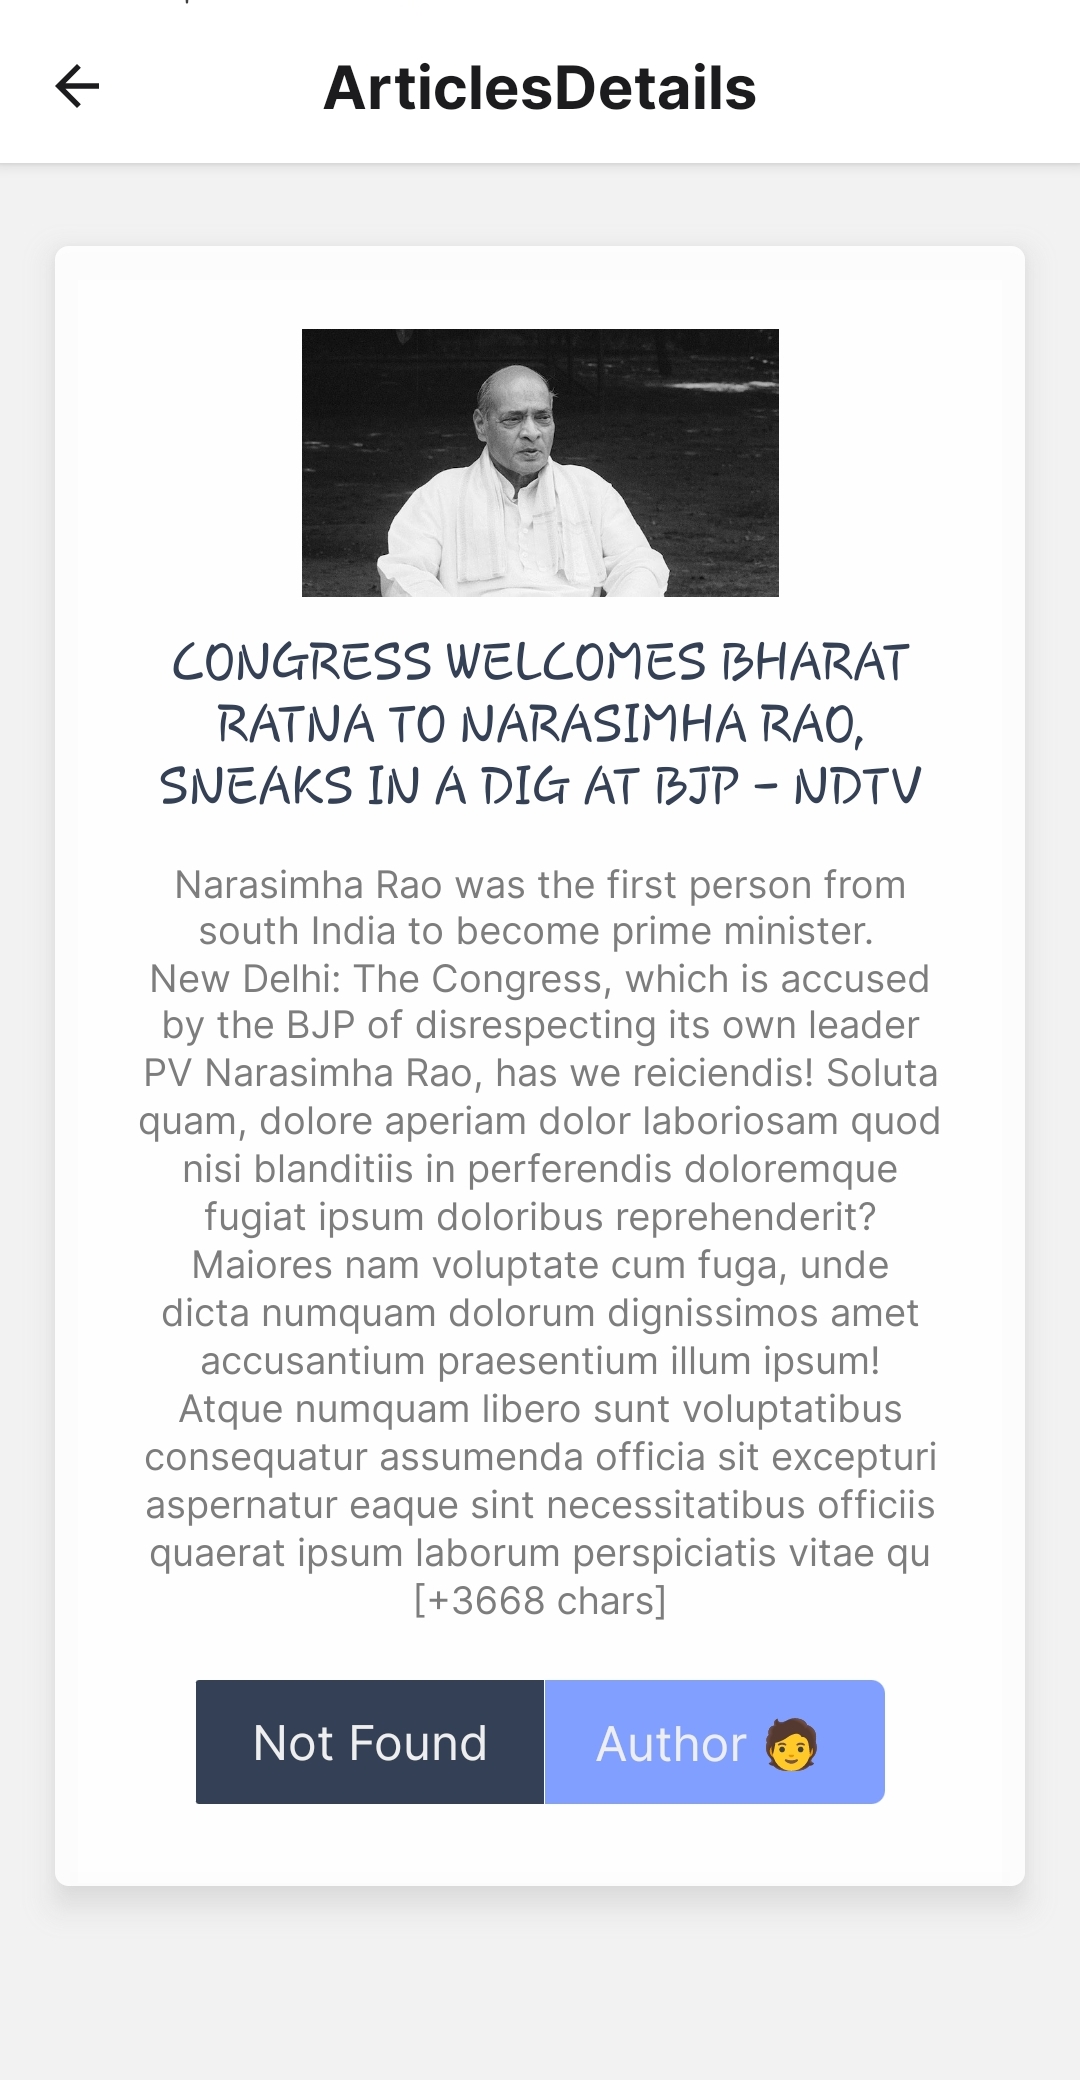 ArticlesDetails
CONGRESS WELCOMES BHARAT
RATNA TO NARASIMHA RAO,
SNEAKS IN A DIG AT BJP - NDTV
Narasimha Rao was the first person from
south India to become prime minister.
New Delhi: The Congress, which is accused
by the BJP of disrespecting its own leader
PV Narasimha Rao, has we reiciendis! Soluta
quam, dolore aperiam dolor laboriosam quod
nisi blanditiis in perferendis doloremque
fugiat ipsum doloribus reprehenderit?
Maiores nam voluptate cum fuga, unde
dicta numquam dolorum dignissimos amet
accusantium praesentium illum ipsum!
Atque numquam libero sunt voluptatibus
consequatur assumenda officia sit excepturi
aspernatur eaque sint necessitatibus officiis
quaerat ipsum laborum perspiciatis vitae qu
[+3668 chars]
Not Found
Author 🧑